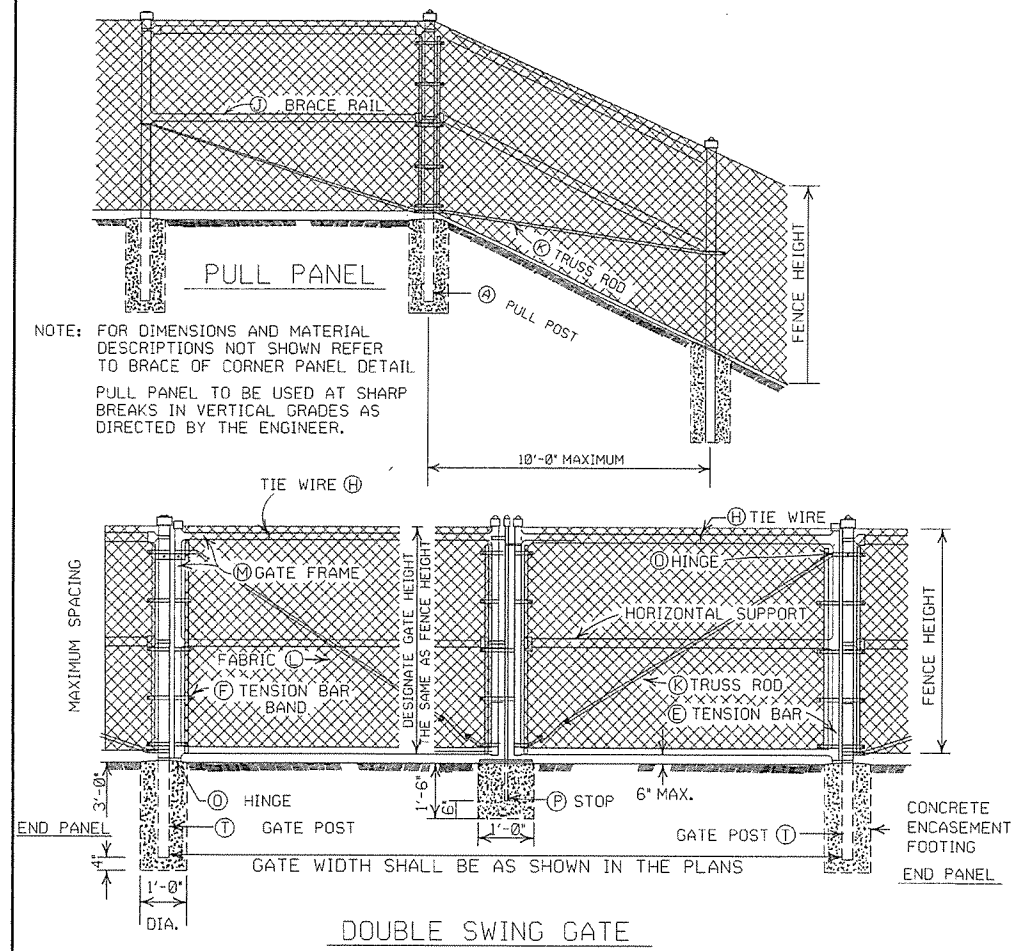 Ⓙ BRACE RAIL
PULL PANEL
Ⓚ TRUSS ROD
Ⓐ PULL POST
FENCE HEIGHT
NOTE: FOR DIMENSIONS AND MATERIAL
DESCRIPTIONS NOT SHOWN REFER
TO BRACE OF CORNER PANEL DETAIL
PULL PANEL TO BE USED AT SHARP
BREAKS IN VERTICAL GRADES AS
DIRECTED BY THE ENGINEER.
10'-0" MAXIMUM
TIE WIRE Ⓗ
Ⓗ TIE WIRE
MAXIMUM SPACING
Ⓜ GATE FRAME
FABRIC Ⓛ
Ⓕ TENSION BAR
BAND
DESIGNATE GATE HEIGHT
THE SAME AS FENCE HEIGHT
Ⓞ HINGE
HORIZONTAL SUPPORT
Ⓚ TRUSS ROD
Ⓔ TENSION BAR
FENCE HEIGHT
3'-0"
Ⓞ HINGE
1'-6"
6"
Ⓟ STOP
6" MAX.
END PANEL
Ⓣ GATE POST
1'-0"
GATE POST Ⓣ
CONCRETE
ENCASEMENT
FOOTING
4"
GATE WIDTH SHALL BE AS SHOWN IN THE PLANS
END PANEL
1'-0"
DIA.
DOUBLE SWING GATE